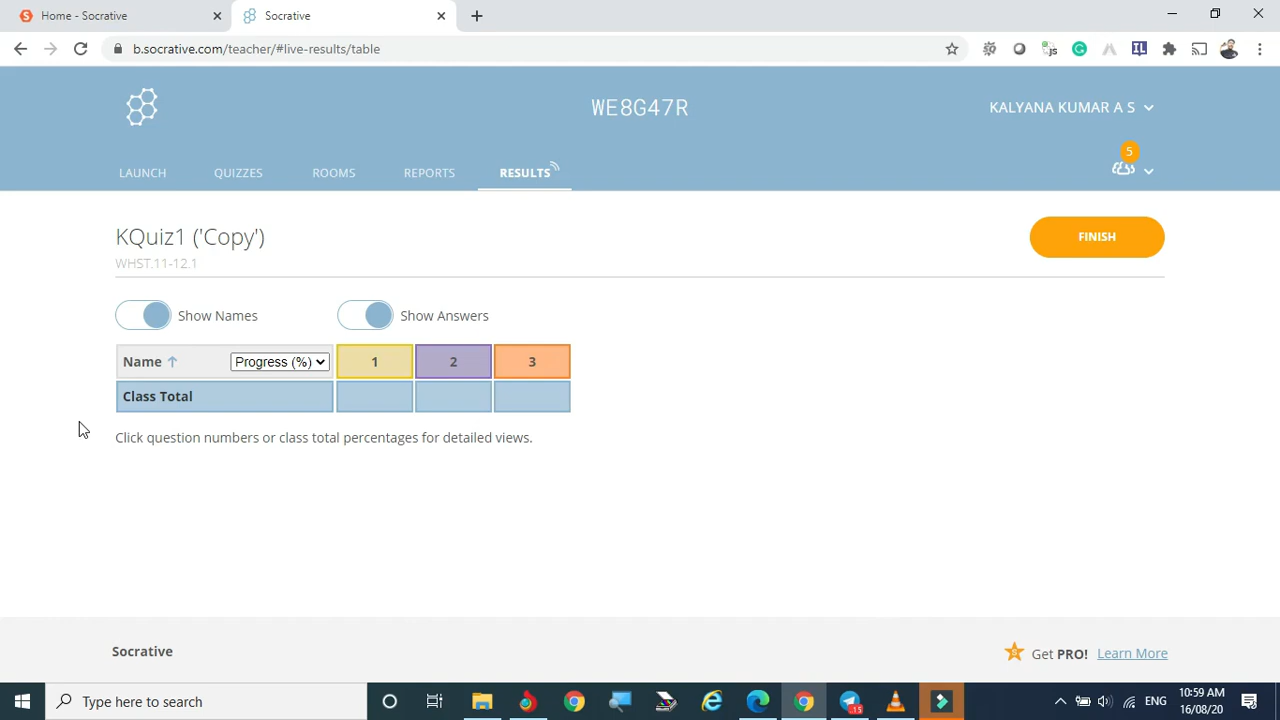 Home - Socrative
Socrative
b.socrative.com/teacher/#live-results/table
WE8G47R
KALYANA KUMAR A S
5
LAUNCH QUIZZES ROOMS REPORTS RESULTS
KQuiz1 ('Copy')
FINISH
WHST.11-12.1
Show Names Show Answers
Name Progress (%) 1 2 3
Class Total
Click question numbers or class total percentages for detailed views.
Socrative
Get PRO! Learn More
Type here to search
ENG
10:59 AM
16/08/20